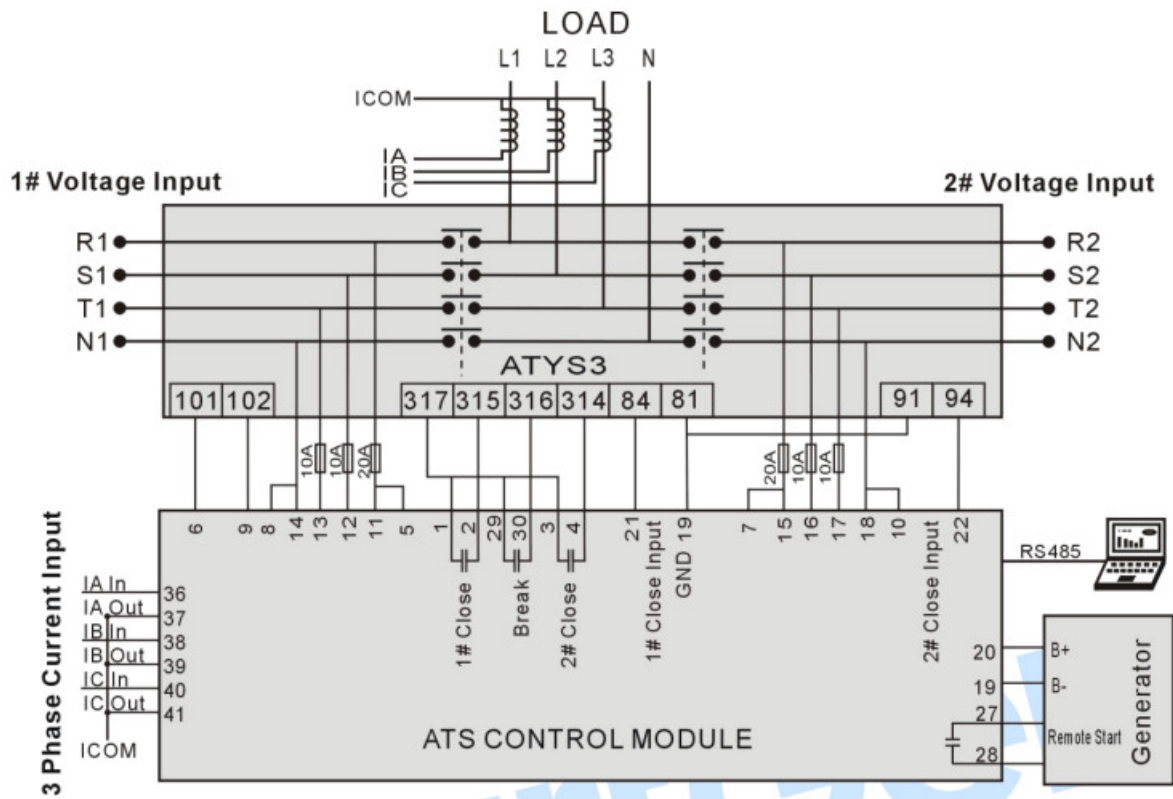 LOAD
L1 L2 L3 N
ICOM
IA
IB
IC
1# Voltage Input
2# Voltage Input
R1
S1
T1
N1
R2
S2
T2
N2
ATYS3
101 102 317 315 316 314 84 81 91 94
10A 10A 20A 20A 10A 10A
6 9 8 14 13 12 11 5 1 2 29 30 3 4 21 19 7 15 16 17 18 10 22
1# Close
Break
2# Close
1# Close Input
GND
2# Close Input
RS485
3 Phase Current Input
IA In 36
IA Out 37
IB In 38
IB Out 39
IC In 40
IC Out 41
ICOM
ATS CONTROL MODULE
20 B+
19 B-
27
Remote Start
28
Generator